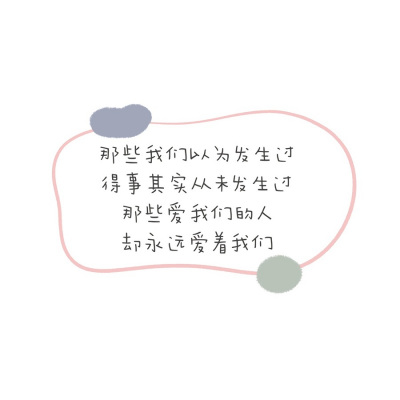 那些我们以为发生过
得事其实从未发生过
那些爱我们的人
却永远爱着我们